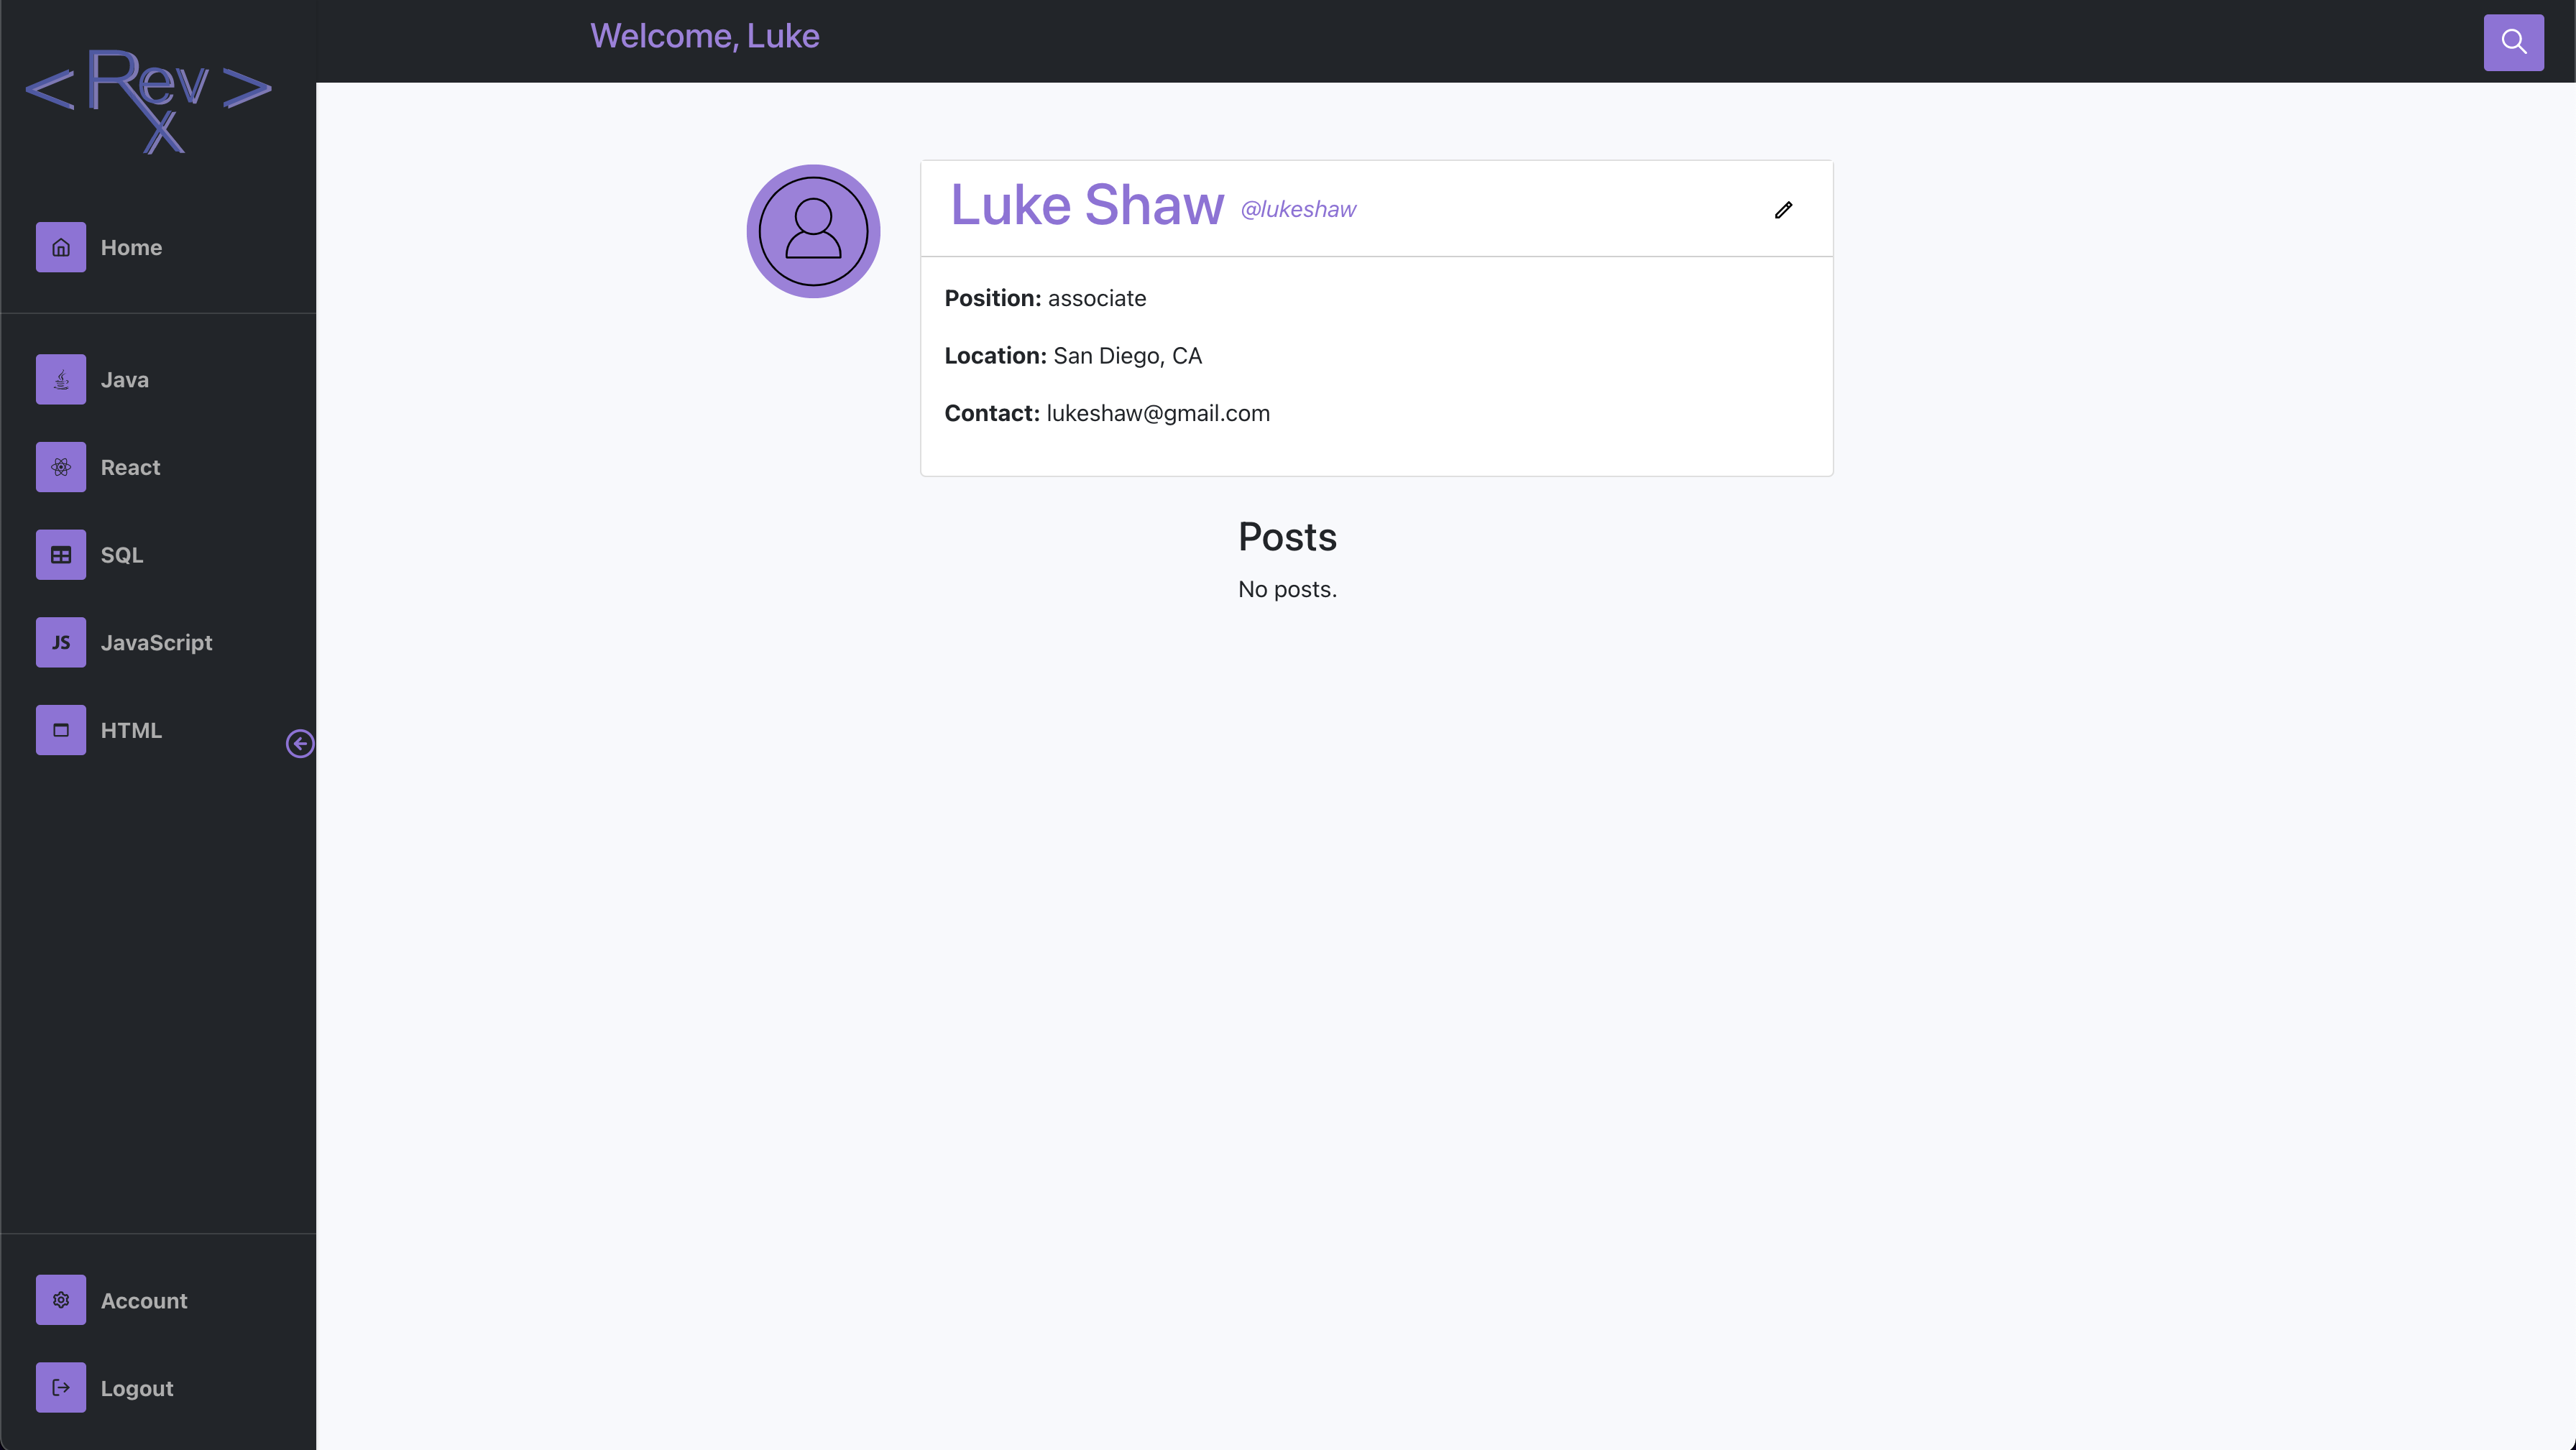 <Rev>
x
Welcome, Luke
Home
Java
React
SQL
JS JavaScript
HTML
Account
Logout
Luke Shaw @lukeshaw
Position: associate
Location: San Diego, CA
Contact: lukeshaw@gmail.com
Posts
No posts.